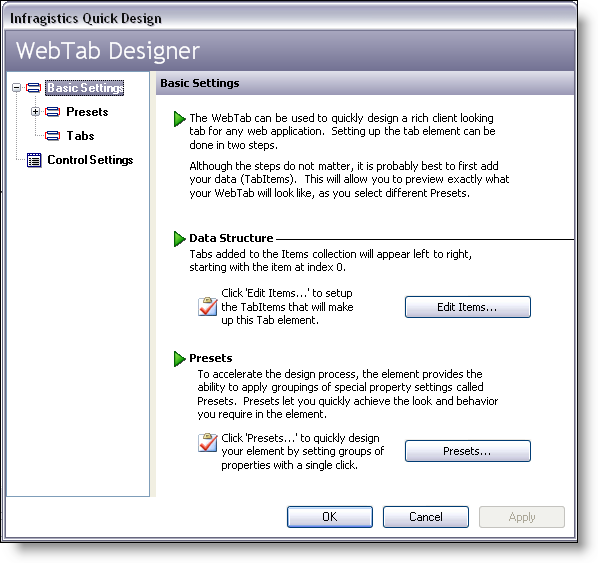 Infragistics Quick Design
WebTab Designer
Basic Settings
Presets
Tabs
Control Settings
Basic Settings
The WebTab can be used to quickly design a rich client looking
tab for any web application.  Setting up the tab element can be
done in two steps.
Although the steps do not matter, it is probably best to first add
your data (TabItems).  This will allow you to preview exactly what
your WebTab will look like, as you select different Presets.
Data Structure
Tabs added to the Items collection will appear left to right,
starting with the item at index 0.
Click 'Edit Items...' to setup
the TabItems that will make
up this Tab element.
Edit Items...
Presets
To accelerate the design process, the element provides the
ability to apply groupings of special property settings called
Presets.  Presets let you quickly achieve the look and behavior
you require in the element.
Click 'Presets...' to quickly design
your element by setting groups of
properties with a single click.
Presets...
OK
Cancel
Apply